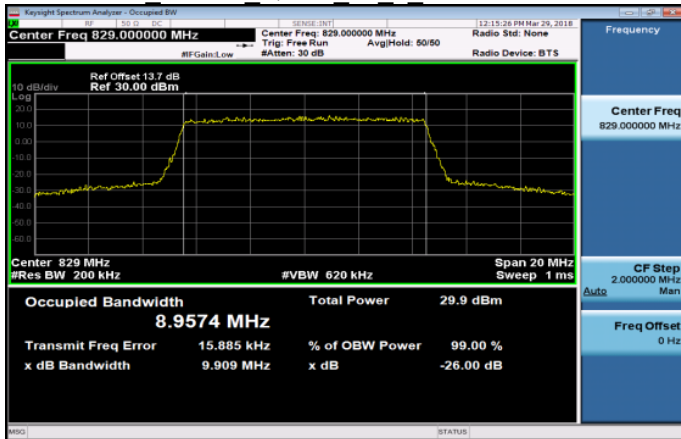 Keysight Spectrum Analyzer - Occupied BW
RF 50 Ω DC SENSE:INT 12:15:26 PM Mar 29, 2018
Center Freq 829.000000 MHz Center Freq: 829.000000 MHz Radio Std: None Frequency
Trig: Free Run Avg|Hold: 50/50
#IFGain:Low #Atten: 30 dB Radio Device: BTS
Ref Offset 13.7 dB
10 dB/div Ref 30.00 dBm
Log
20.0
10.0
0.00
-10.0
-20.0
-30.0
-40.0
-50.0
-60.0
Center Freq
829.000000 MHz
Center 829 MHz Span 20 MHz
#Res BW 200 kHz #VBW 620 kHz Sweep 1 ms
CF Step
2.000000 MHz
Auto Man
Occupied Bandwidth Total Power 29.9 dBm
8.9574 MHz
Freq Offset
0 Hz
Transmit Freq Error 15.885 kHz % of OBW Power 99.00 %
x dB Bandwidth 9.909 MHz x dB -26.00 dB
MSG STATUS